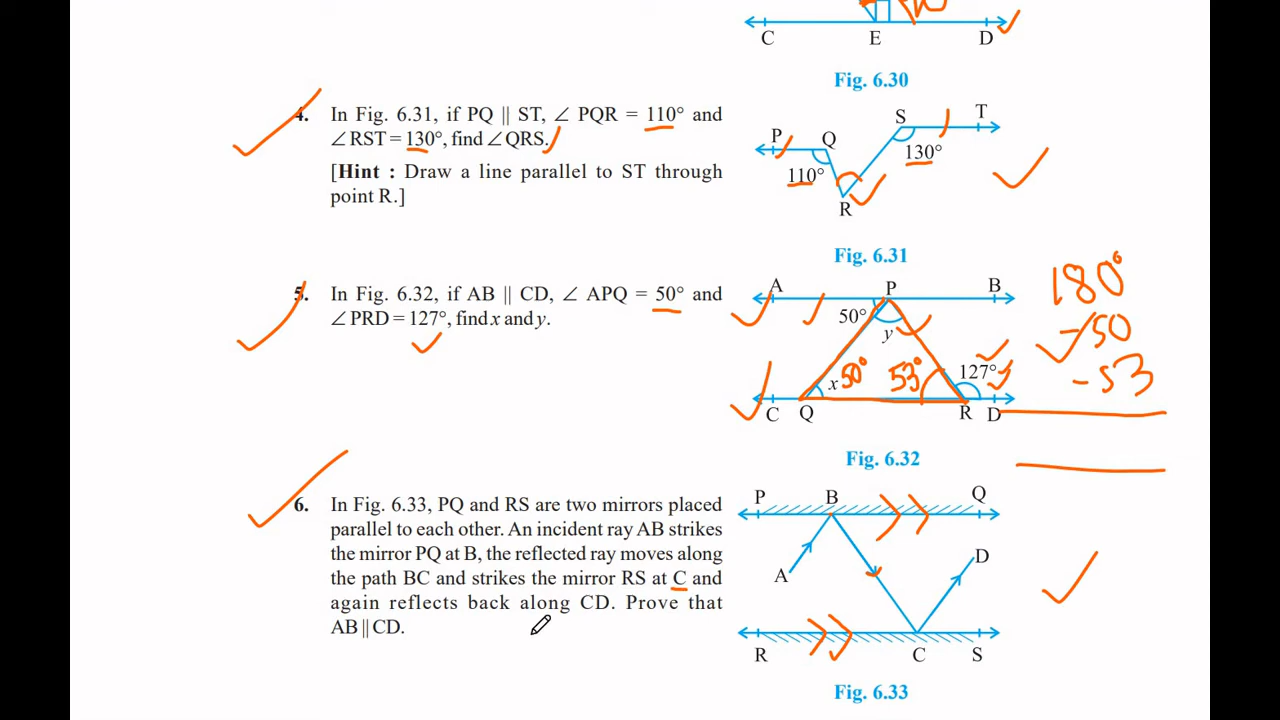 C E D
Fig. 6.30
4. In Fig. 6.31, if PQ || ST, ∠ PQR = 110° and
∠ RST = 130°, find ∠ QRS.
[Hint : Draw a line parallel to ST through
point R.]
S T
P Q
130°
110°
R
Fig. 6.31
5. In Fig. 6.32, if AB || CD, ∠ APQ = 50° and
∠ PRD = 127°, find x and y.
A P B
50°
y
x 50° 53° 127°
C Q R D
180°
- 50
- 53
Fig. 6.32
6. In Fig. 6.33, PQ and RS are two mirrors placed
parallel to each other. An incident ray AB strikes
the mirror PQ at B, the reflected ray moves along
the path BC and strikes the mirror RS at C and
again reflects back along CD. Prove that
AB || CD.
P B Q
A D
R C S
Fig. 6.33